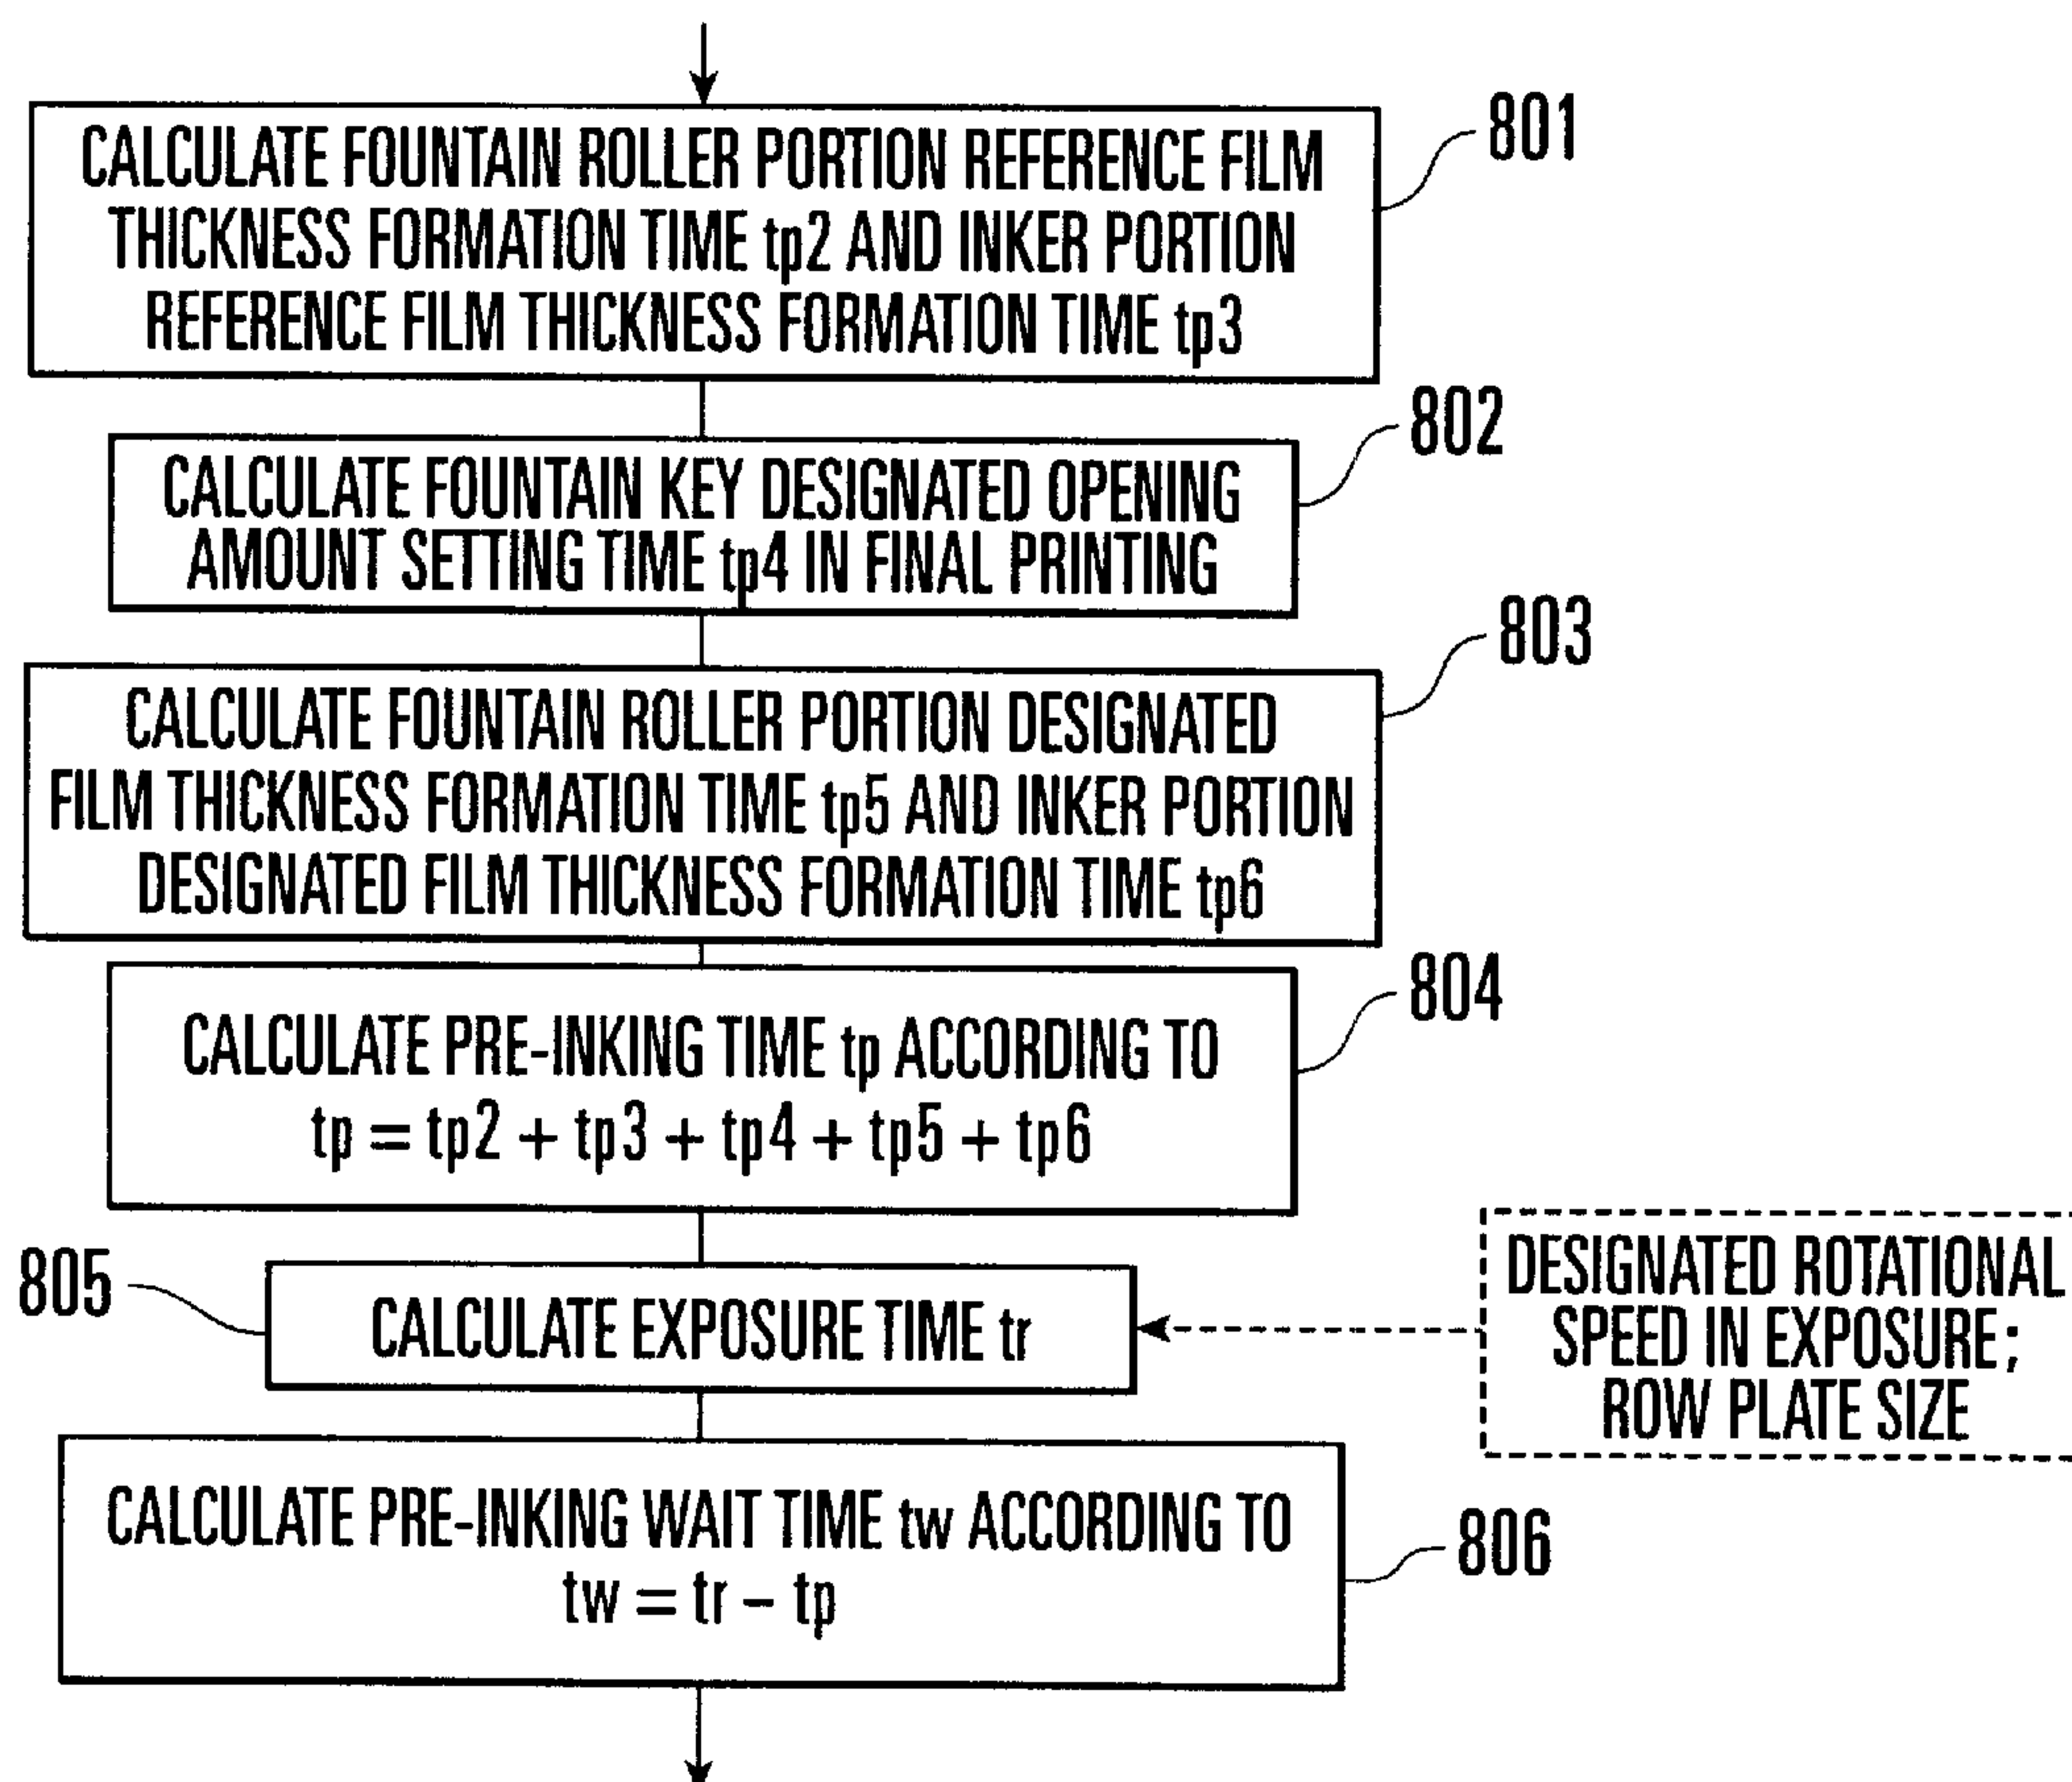 CALCULATE FOUNTAIN ROLLER PORTION REFERENCE FILM
THICKNESS FORMATION TIME tp2 AND INKER PORTION
REFERENCE FILM THICKNESS FORMATION TIME tp3
801
CALCULATE FOUNTAIN KEY DESIGNATED OPENING
AMOUNT SETTING TIME tp4 IN FINAL PRINTING
802
CALCULATE FOUNTAIN ROLLER PORTION DESIGNATED
FILM THICKNESS FORMATION TIME tp5 AND INKER PORTION
DESIGNATED FILM THICKNESS FORMATION TIME tp6
803
CALCULATE PRE-INKING TIME tp ACCORDING TO
tp = tp2 + tp3 + tp4 + tp5 + tp6
804
805
CALCULATE EXPOSURE TIME tr
DESIGNATED ROTATIONAL
SPEED IN EXPOSURE;
ROW PLATE SIZE
CALCULATE PRE-INKING WAIT TIME tw ACCORDING TO
tw = tr − tp
806